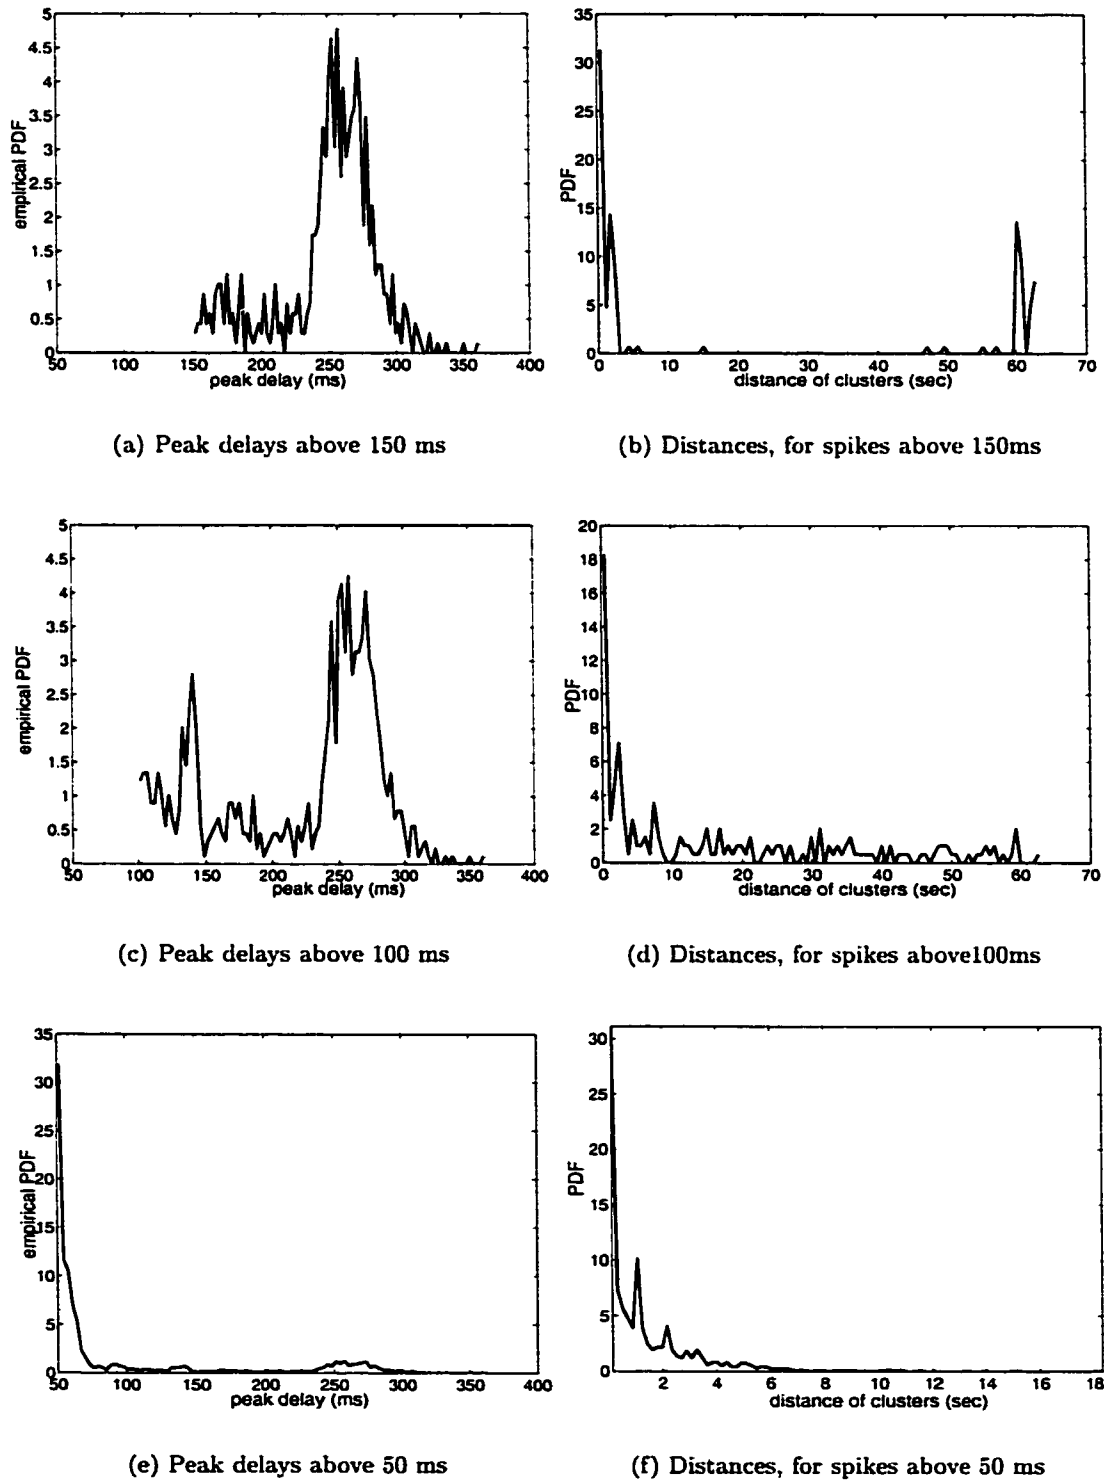 5
4.5
4
3.5
3
2.5
2
1.5
1
0.5
0
empirical PDF
50 100 150 200 250 300 350 400
peak delay (ms)
(a) Peak delays above 150 ms
35
30
25
20
15
10
5
0
PDF
0 10 20 30 40 50 60 70
distance of clusters (sec)
(b) Distances, for spikes above 150ms
5
4.5
4
3.5
3
2.5
2
1.5
1
0.5
0
empirical PDF
50 100 150 200 250 300 350 400
peak delay (ms)
(c) Peak delays above 100 ms
20
18
16
14
12
10
8
6
4
2
0
PDF
0 10 20 30 40 50 60 70
distance of clusters (sec)
(d) Distances, for spikes above100ms
35
30
25
20
15
10
5
0
empirical PDF
50 100 150 200 250 300 350 400
peak delay (ms)
(e) Peak delays above 50 ms
30
25
20
15
10
5
0
PDF
2 4 6 8 10 12 14 16 18
distance of clusters (sec)
(f) Distances, for spikes above 50 ms